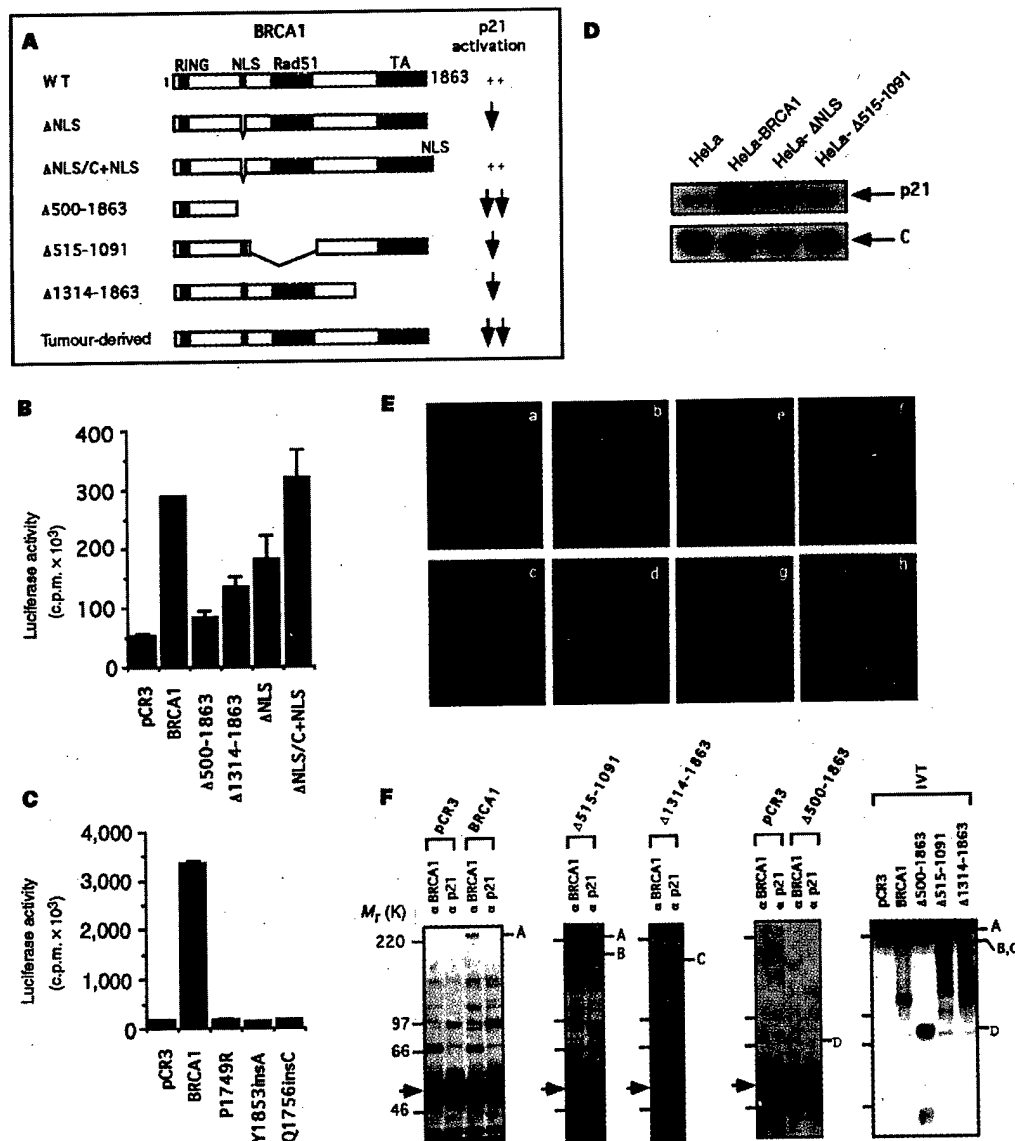 A
BRCA1
p21
activation
RING NLS Rad51 TA
WT 1 1863 ++
ΔNLS
NLS
ΔNLS/C+NLS ++
Δ500-1863
Δ515-1091
Δ1314-1863
Tumour-derived
D
HeLa
HeLa-BRCA1
HeLa-ΔNLS
HeLa-Δ515-1091
p21
C
B
Luciferase activity
(c.p.m. × 10³)
400
300
200
100
0
pCR3
BRCA1
Δ500-1863
Δ1314-1863
ΔNLS
ΔNLS/C+NLS
E
a b e f
c d g h
C
Luciferase activity
(c.p.m. × 10³)
4,000
3,000
2,000
1,000
0
pCR3
BRCA1
P1749R
Y1853insA
Q1756insC
F
pCR3
BRCA1
α BRCA1
α p21
α BRCA1
α p21
Mr (K)
220
97
66
46
A
Δ515-1091
α BRCA1
α p21
A
B
Δ1314-1863
α BRCA1
α p21
C
pCR3
Δ500-1863
α BRCA1
α p21
α BRCA1
α p21
D
IVT
pCR3
BRCA1
Δ500-1863
Δ515-1091
Δ1314-1863
A
B,C
D